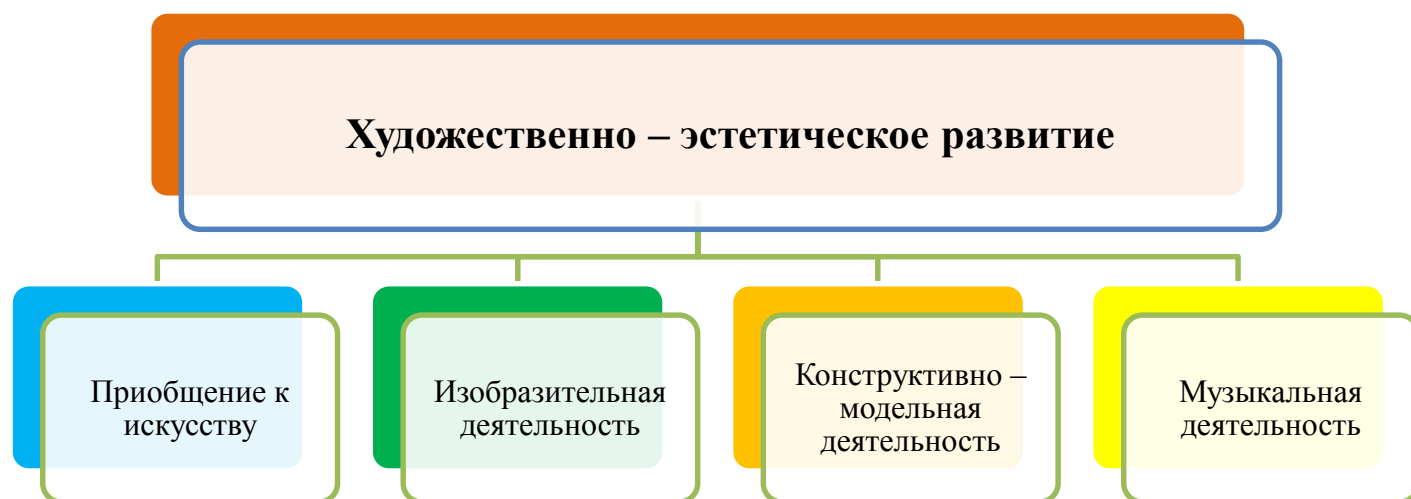 Художественно – эстетическое развитие
Приобщение к
искусству
Изобразительная
деятельность
Конструктивно –
модельная
деятельность
Музыкальная
деятельность